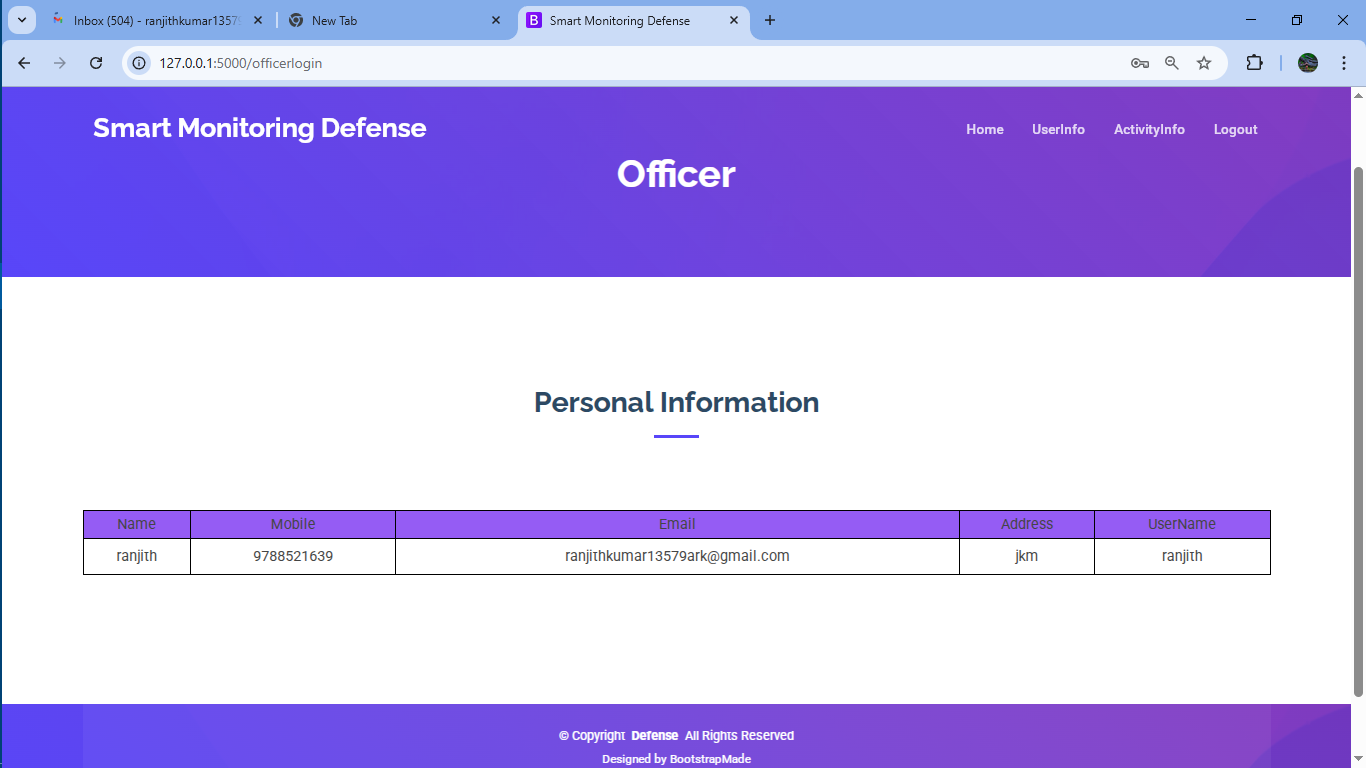 Inbox (504) - ranjithkumar13579
New Tab
Smart Monitoring Defense
127.0.0.1:5000/officerlogin
Smart Monitoring Defense
Home UserInfo ActivityInfo Logout
Officer
Personal Information
Name Mobile Email Address UserName
ranjith 9788521639 ranjithkumar13579ark@gmail.com jkm ranjith
© Copyright Defense All Rights Reserved
Designed by BootstrapMade